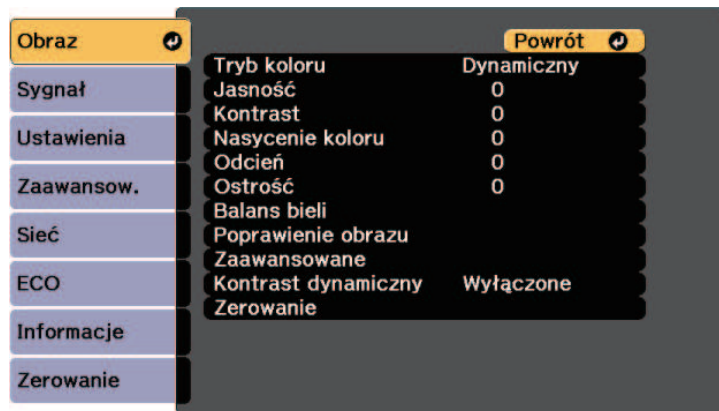 Obraz
Sygnał
Ustawienia
Zaawansow.
Sieć
ECO
Informacje
Zerowanie
Powrót
Tryb koloru Dynamiczny
Jasność 0
Kontrast 0
Nasycenie koloru 0
Odcień 0
Ostrość 0
Balans bieli
Poprawienie obrazu
Zaawansowane
Kontrast dynamiczny Wyłączone
Zerowanie